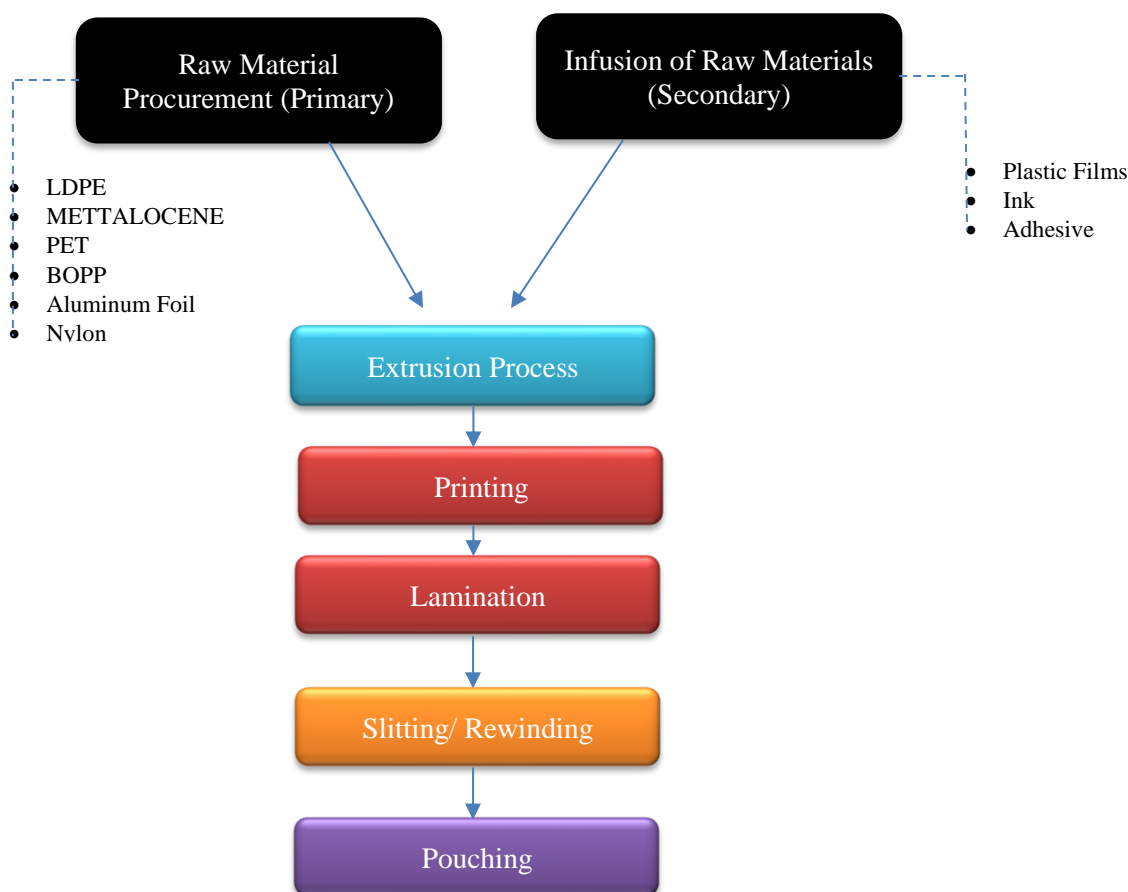 Raw Material
Procurement (Primary)
Infusion of Raw Materials
(Secondary)
• LDPE
• METTALOCENE
• PET
• BOPP
• Aluminum Foil
• Nylon
• Plastic Films
• Ink
• Adhesive
Extrusion Process
Printing
Lamination
Slitting/ Rewinding
Pouching